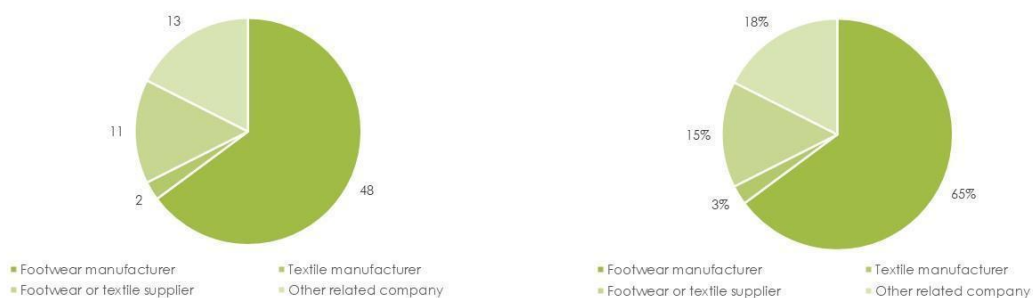 13
11
2
48
Footwear manufacturer
Textile manufacturer
Footwear or textile supplier
Other related company
18%
15%
3%
65%
Footwear manufacturer
Textile manufacturer
Footwear or textile supplier
Other related company